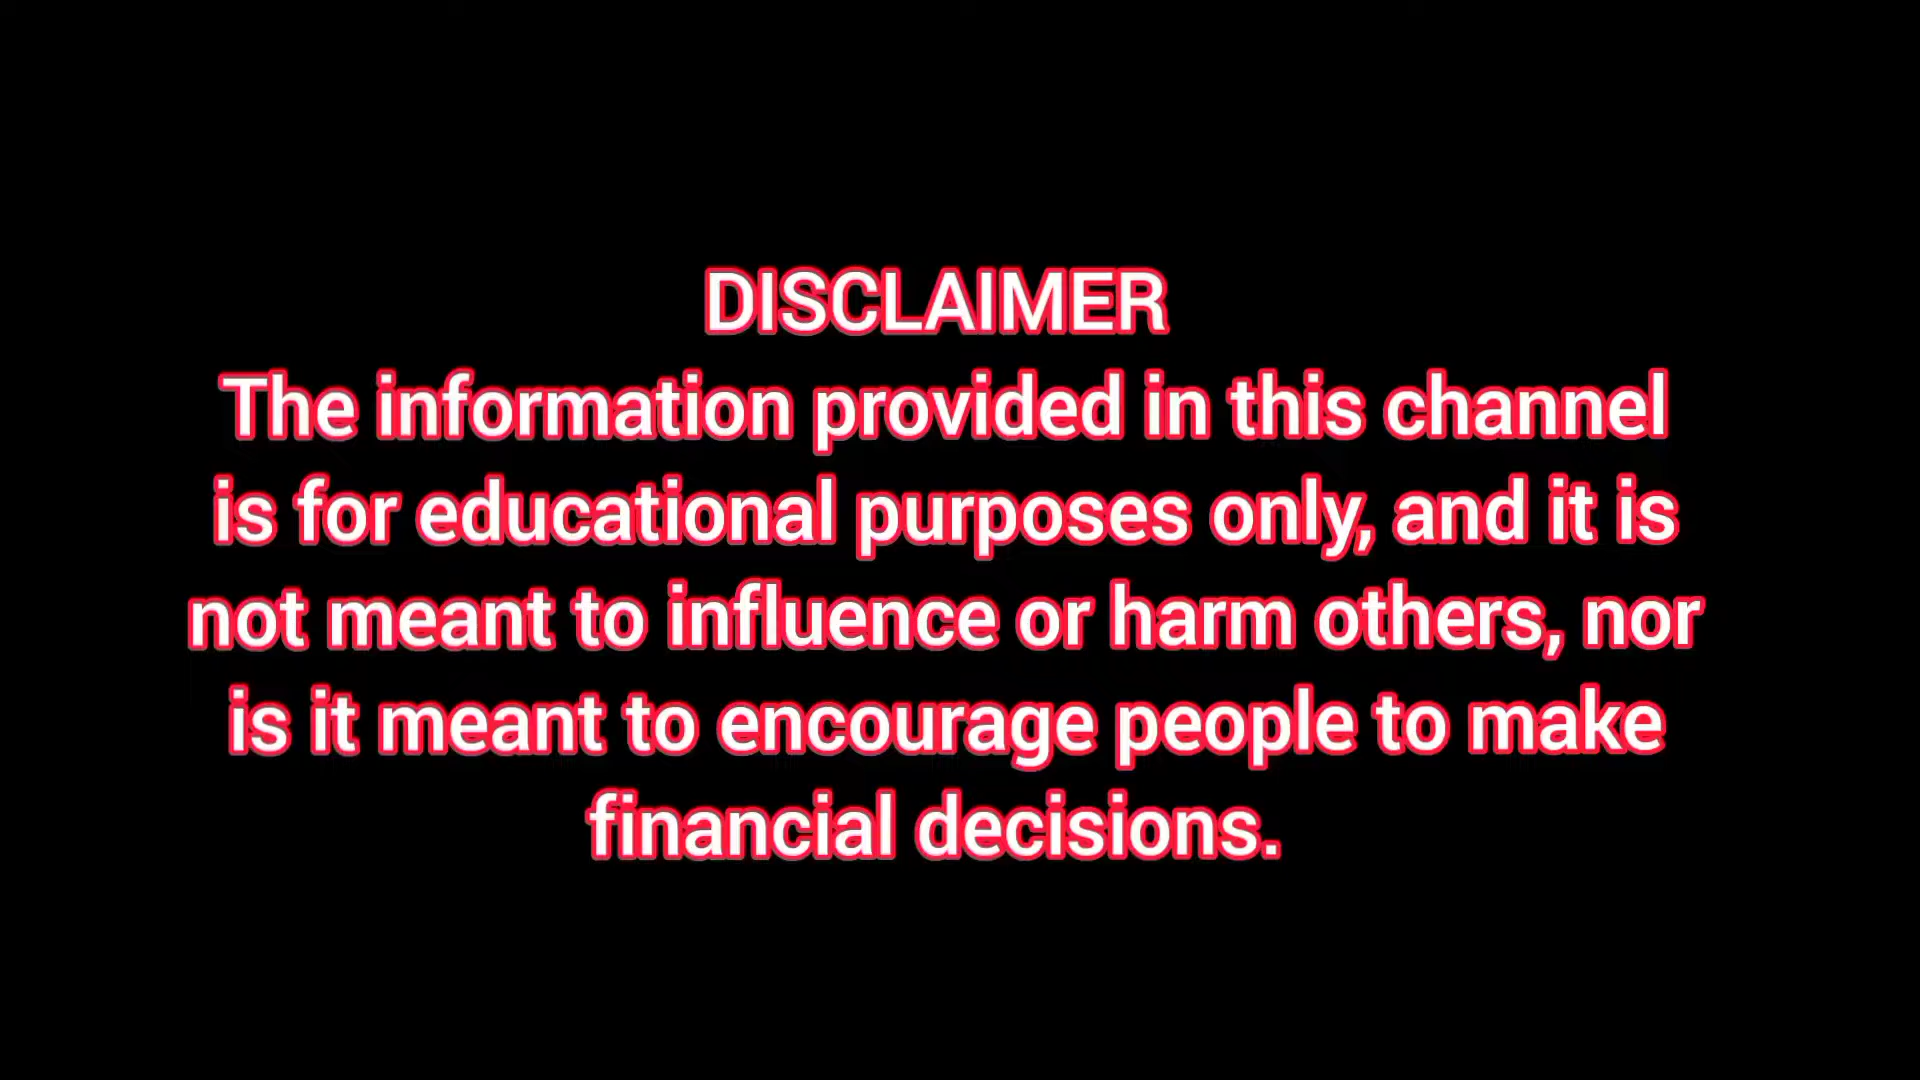 DISCLAIMER
The information provided in this channel
is for educational purposes only, and it is
not meant to influence or harm others, nor
is it meant to encourage people to make
financial decisions.